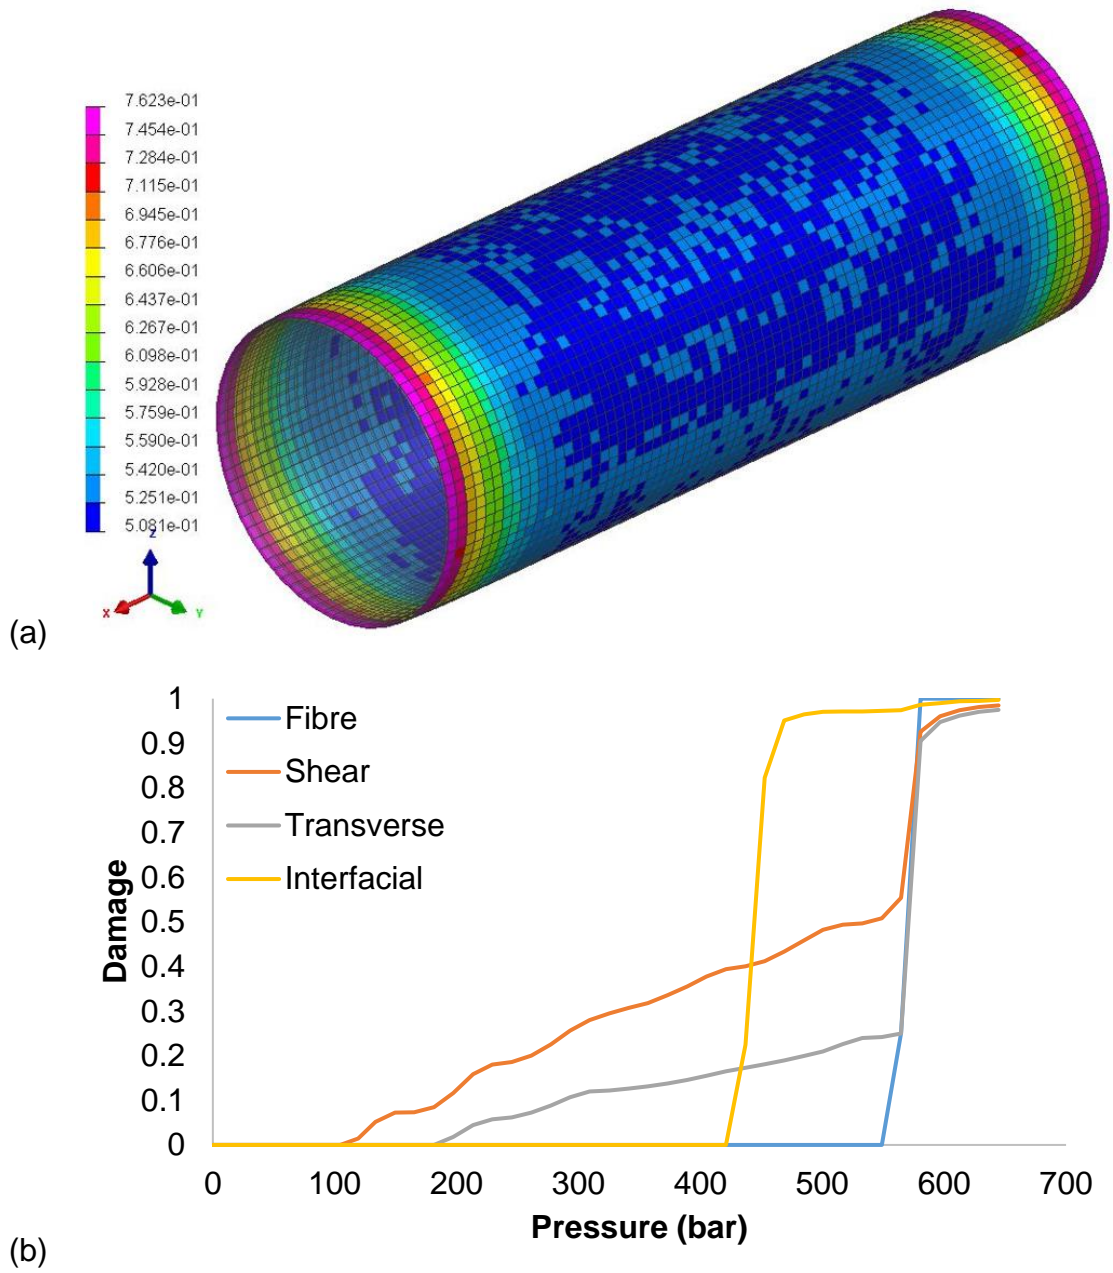 7.623e-01
7.454e-01
7.284e-01
7.115e-01
6.945e-01
6.776e-01
6.606e-01
6.437e-01
6.267e-01
6.098e-01
5.928e-01
5.759e-01
5.590e-01
5.420e-01
5.251e-01
5.081e-01
Z
X
Y
(a)
1
0.9
0.8
0.7
0.6
0.5
0.4
0.3
0.2
0.1
0
Damage
Fibre
Shear
Transverse
Interfacial
0 100 200 300 400 500 600 700
Pressure (bar)
(b)